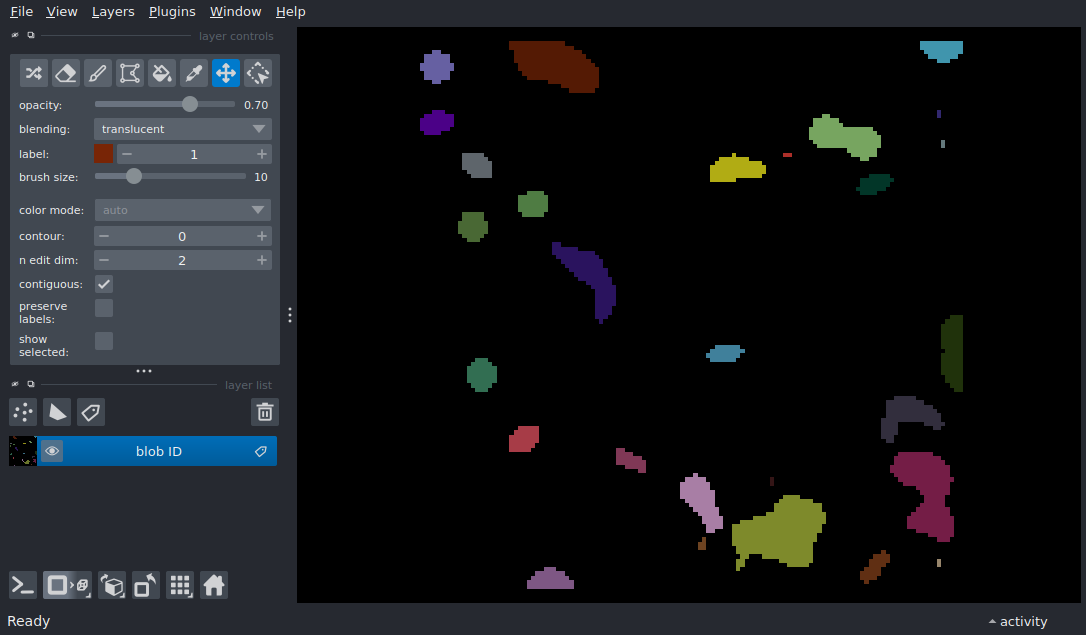 File View Layers Plugins Window Help
layer controls
opacity: 0.70
blending: translucent
label: 1
brush size: 10
color mode: auto
contour: 0
n edit dim: 2
contiguous:
preserve
labels:
show
selected:
layer list
blob ID
Ready activity